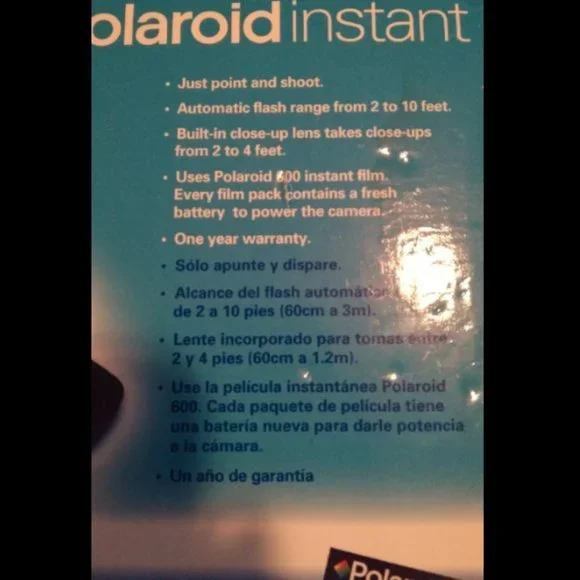 olaroid instant
• Just point and shoot.
• Automatic flash range from 2 to 10 feet.
• Built-in close-up lens takes close-ups
from 2 to 4 feet.
• Uses Polaroid 600 instant film.
Every film pack contains a fresh
battery to power the camera.
• One year warranty.
• Sólo apunte y dispare.
• Alcance del flash automático
de 2 a 10 pies (60cm a 3m).
• Lente incorporado para tomas entre
2 y 4 pies (60cm a 1.2m).
• Use la película instantánea Polaroid
600. Cada paquete de película tiene
una batería nueva para darle potencia
a la cámara.
• Un año de garantía
Pola